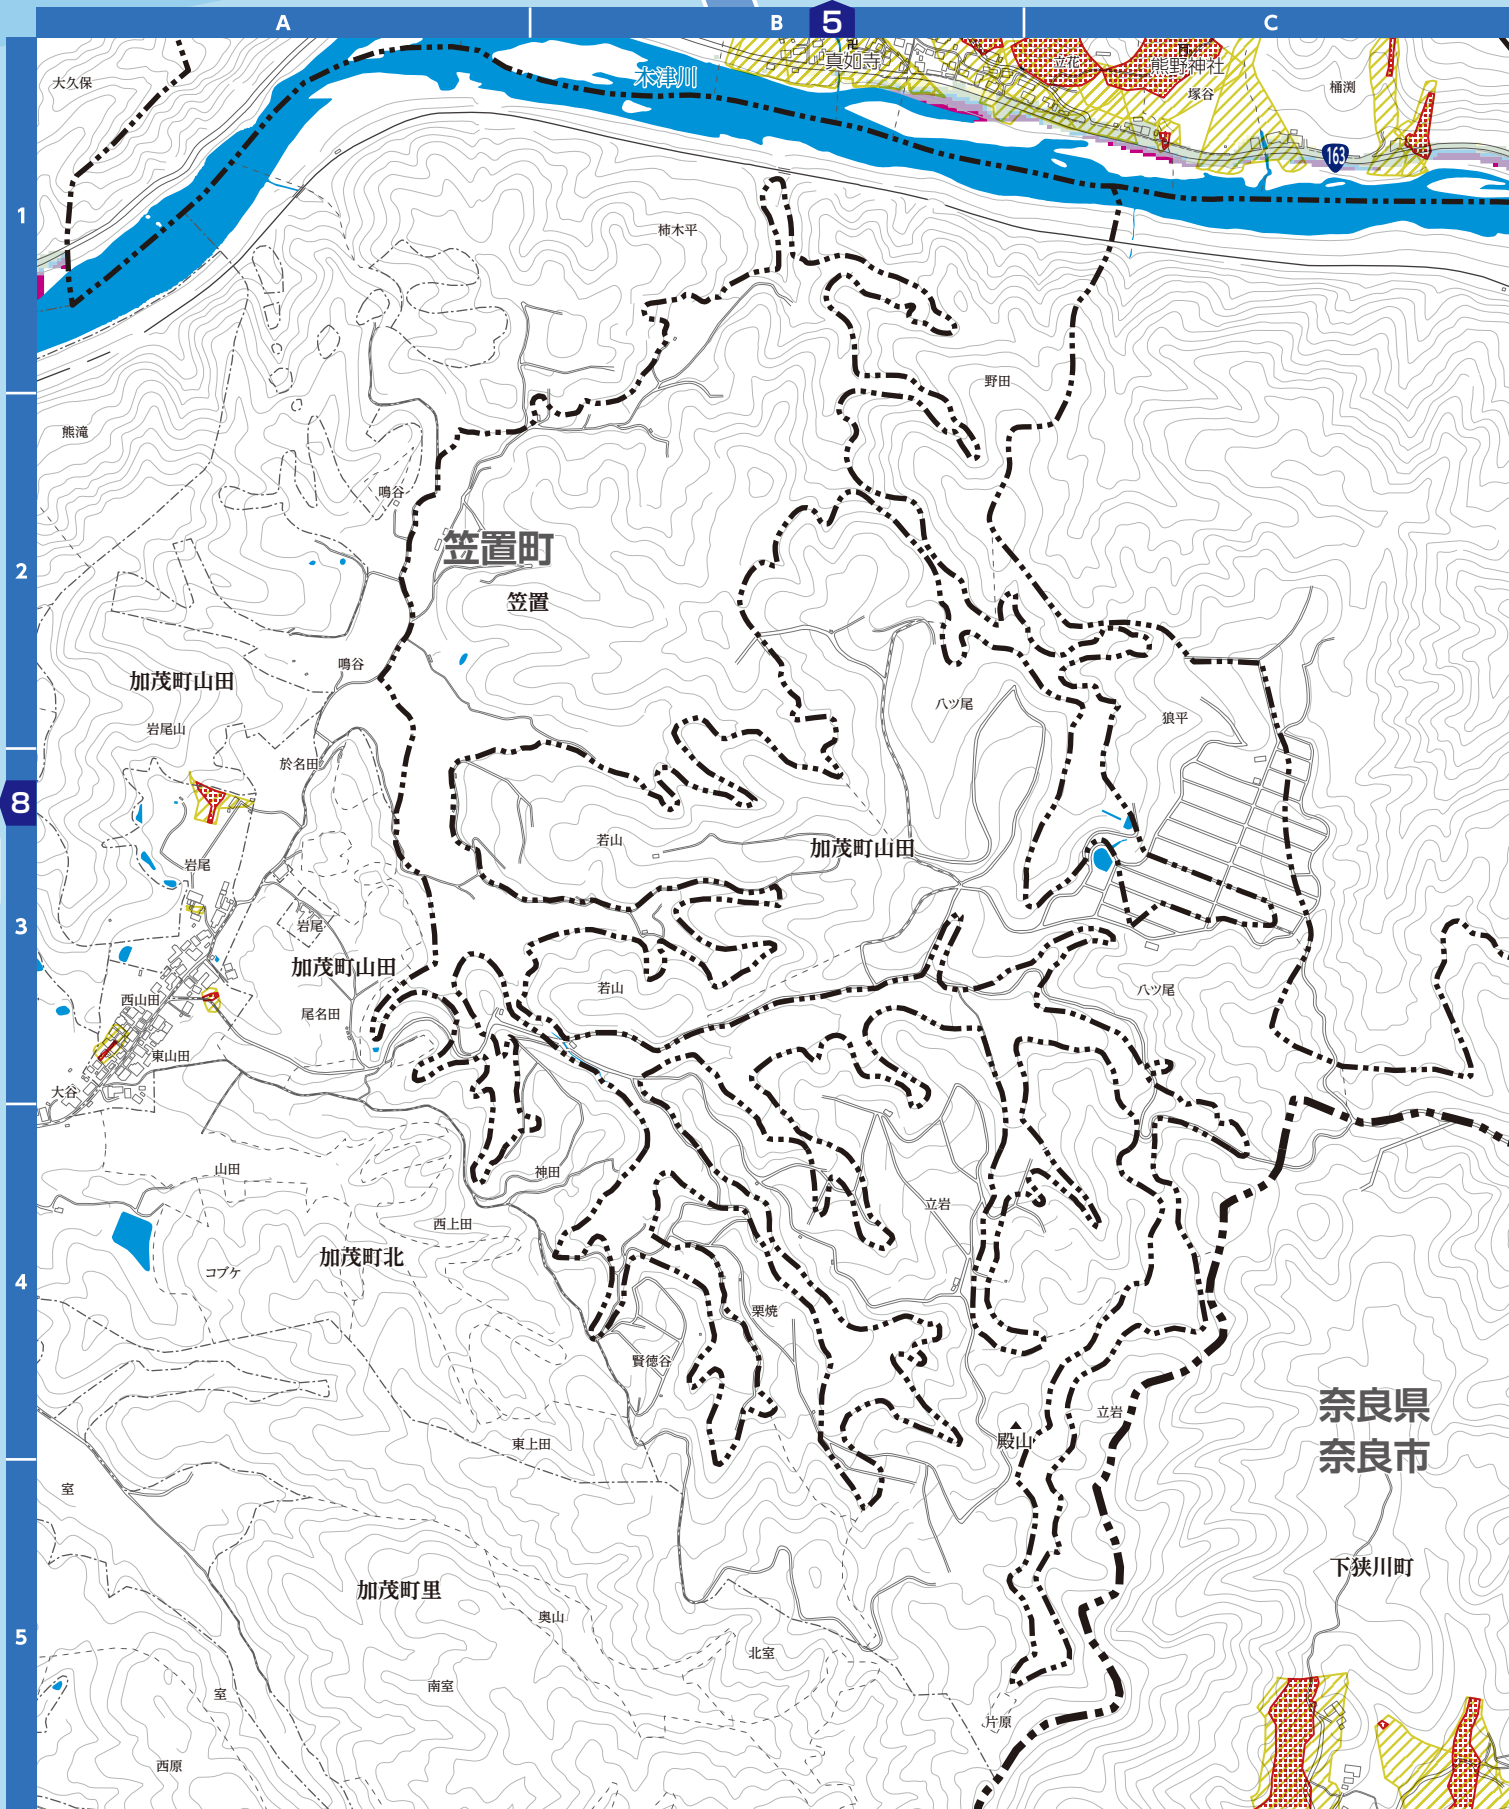 A
B
5
C
1
2
8
3
4
5
大久保
木津川
真如寺
立花
熊野神社
塚谷
桶渕
163
柿木平
野田
熊滝
鳴谷
笠置町
笠置
鳴谷
加茂町山田
岩尾山
於名田
八ツ尾
狼平
若山
加茂町山田
岩尾
岩尾
加茂町山田
西山田
尾名田
若山
八ツ尾
東山田
大谷
山田
神田
立岩
西上田
加茂町北
コブケ
栗焼
賢徳谷
奈良県
奈良市
立岩
東上田
殿山
室
下狭川町
加茂町里
奥山
北室
南室
室
片原
西原